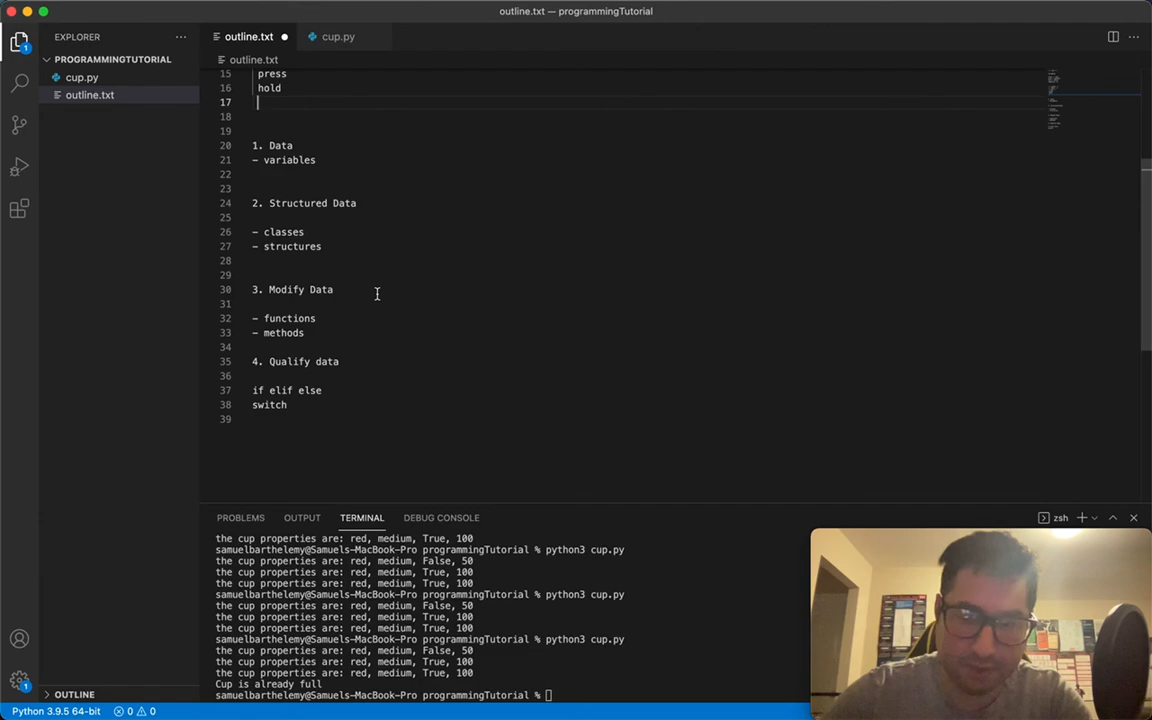 outline.txt — programmingTutorial
EXPLORER
outline.txt
cup.py
PROGRAMMINGTUTORIAL
outline.txt
cup.py
outline.txt
15 press
16 hold
17
18
19
20 1. Data
21 - variables
22
23
24 2. Structured Data
25
26 - classes
27 - structures
28
29
30 3. Modify Data
31
32 - functions
33 - methods
34
35 4. Qualify data
36
37 if elif else
38 switch
39
PROBLEMS OUTPUT TERMINAL DEBUG CONSOLE
zsh
the cup properties are: red, medium, True, 100
samuelbarthelemy@Samuels-MacBook-Pro programmingTutorial % python3 cup.py
the cup properties are: red, medium, False, 50
the cup properties are: red, medium, True, 100
the cup properties are: red, medium, True, 100
samuelbarthelemy@Samuels-MacBook-Pro programmingTutorial % python3 cup.py
the cup properties are: red, medium, False, 50
the cup properties are: red, medium, True, 100
the cup properties are: red, medium, True, 100
samuelbarthelemy@Samuels-MacBook-Pro programmingTutorial % python3 cup.py
the cup properties are: red, medium, False, 50
the cup properties are: red, medium, True, 100
the cup properties are: red, medium, True, 100
Cup is already full
samuelbarthelemy@Samuels-MacBook-Pro programmingTutorial %
1
1
OUTLINE
Python 3.9.5 64-bit 0 0